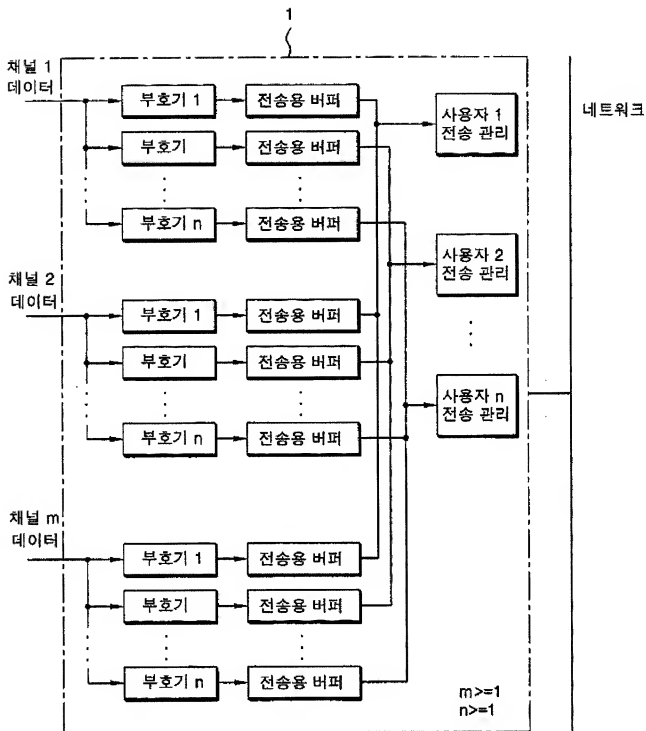 1
채널 1
데이터
부호기 1
전송용 버퍼
부호기
전송용 버퍼
부호기 n
전송용 버퍼
사용자 1
전송 관리
네트워크
채널 2
데이터
부호기 1
전송용 버퍼
부호기
전송용 버퍼
부호기 n
전송용 버퍼
사용자 2
전송 관리
사용자 n
전송 관리
채널 m
데이터
부호기 1
전송용 버퍼
부호기
전송용 버퍼
부호기 n
전송용 버퍼
m>=1
n>=1